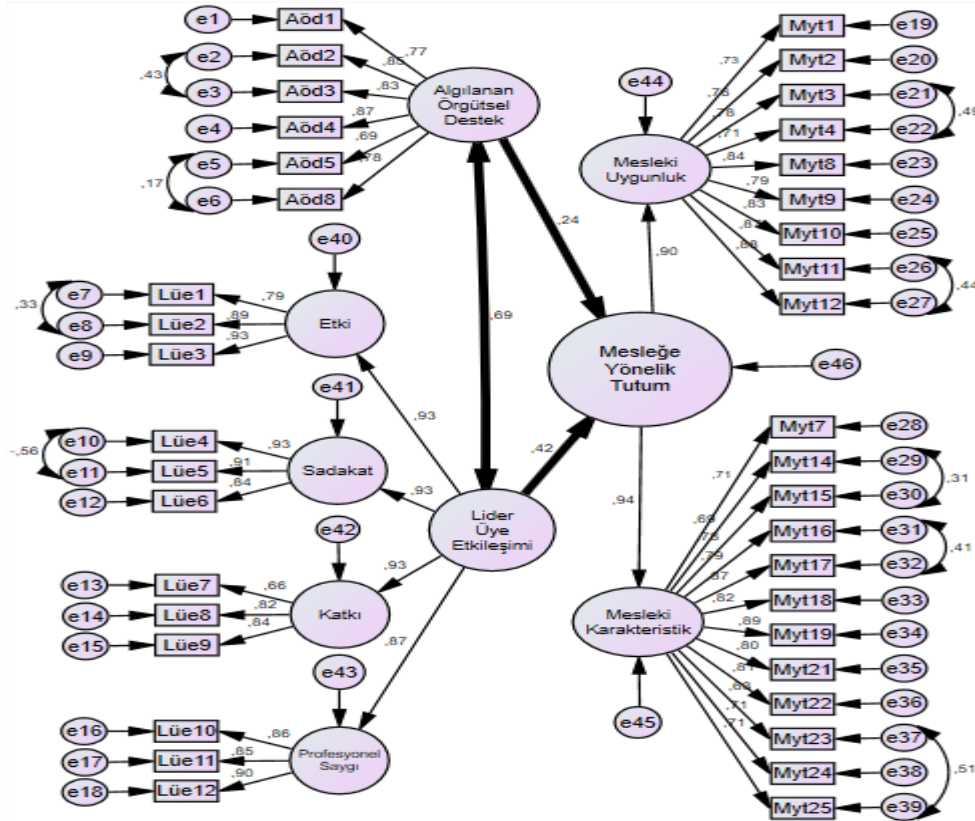 e1
Aöd1
e2
Aöd2
e3
Aöd3
e4
Aöd4
e5
Aöd5
e6
Aöd8
,43
,17
,77
,85
,83
,87
,69
,78
Algılanan
Örgütsel
Destek
e40
e7
Lüe1
e8
Lüe2
e9
Lüe3
,33
,79
,89
,93
Etki
e41
e10
Lüe4
e11
Lüe5
e12
Lüe6
-,56
,93
,91
,84
Sadakat
e42
e13
Lüe7
e14
Lüe8
e15
Lüe9
,66
,82
,84
Katkı
e43
e16
Lüe10
e17
Lüe11
e18
Lüe12
,86
,85
,90
Profesyonel
Saygı
,93
,93
,93
,87
Lider
Üye
Etkileşimi
,69
,24
,42
Mesleğe
Yönelik
Tutum
e46
,90
,94
e44
Mesleki
Uygunluk
,73
,78
,71
,84
,79
,83
,88
Myt1
e19
Myt2
e20
Myt3
e21
Myt4
e22
Myt8
e23
Myt9
e24
Myt10
e25
Myt11
e26
Myt12
e27
,49
,44
Mesleki
Karakteristik
e45
,71
,79
,87
,82
,89
,80
,81
,71
,71
Myt7
e28
Myt14
e29
Myt15
e30
Myt16
e31
Myt17
e32
Myt18
e33
Myt19
e34
Myt21
e35
Myt22
e36
Myt23
e37
Myt24
e38
Myt25
e39
,31
,41
,51